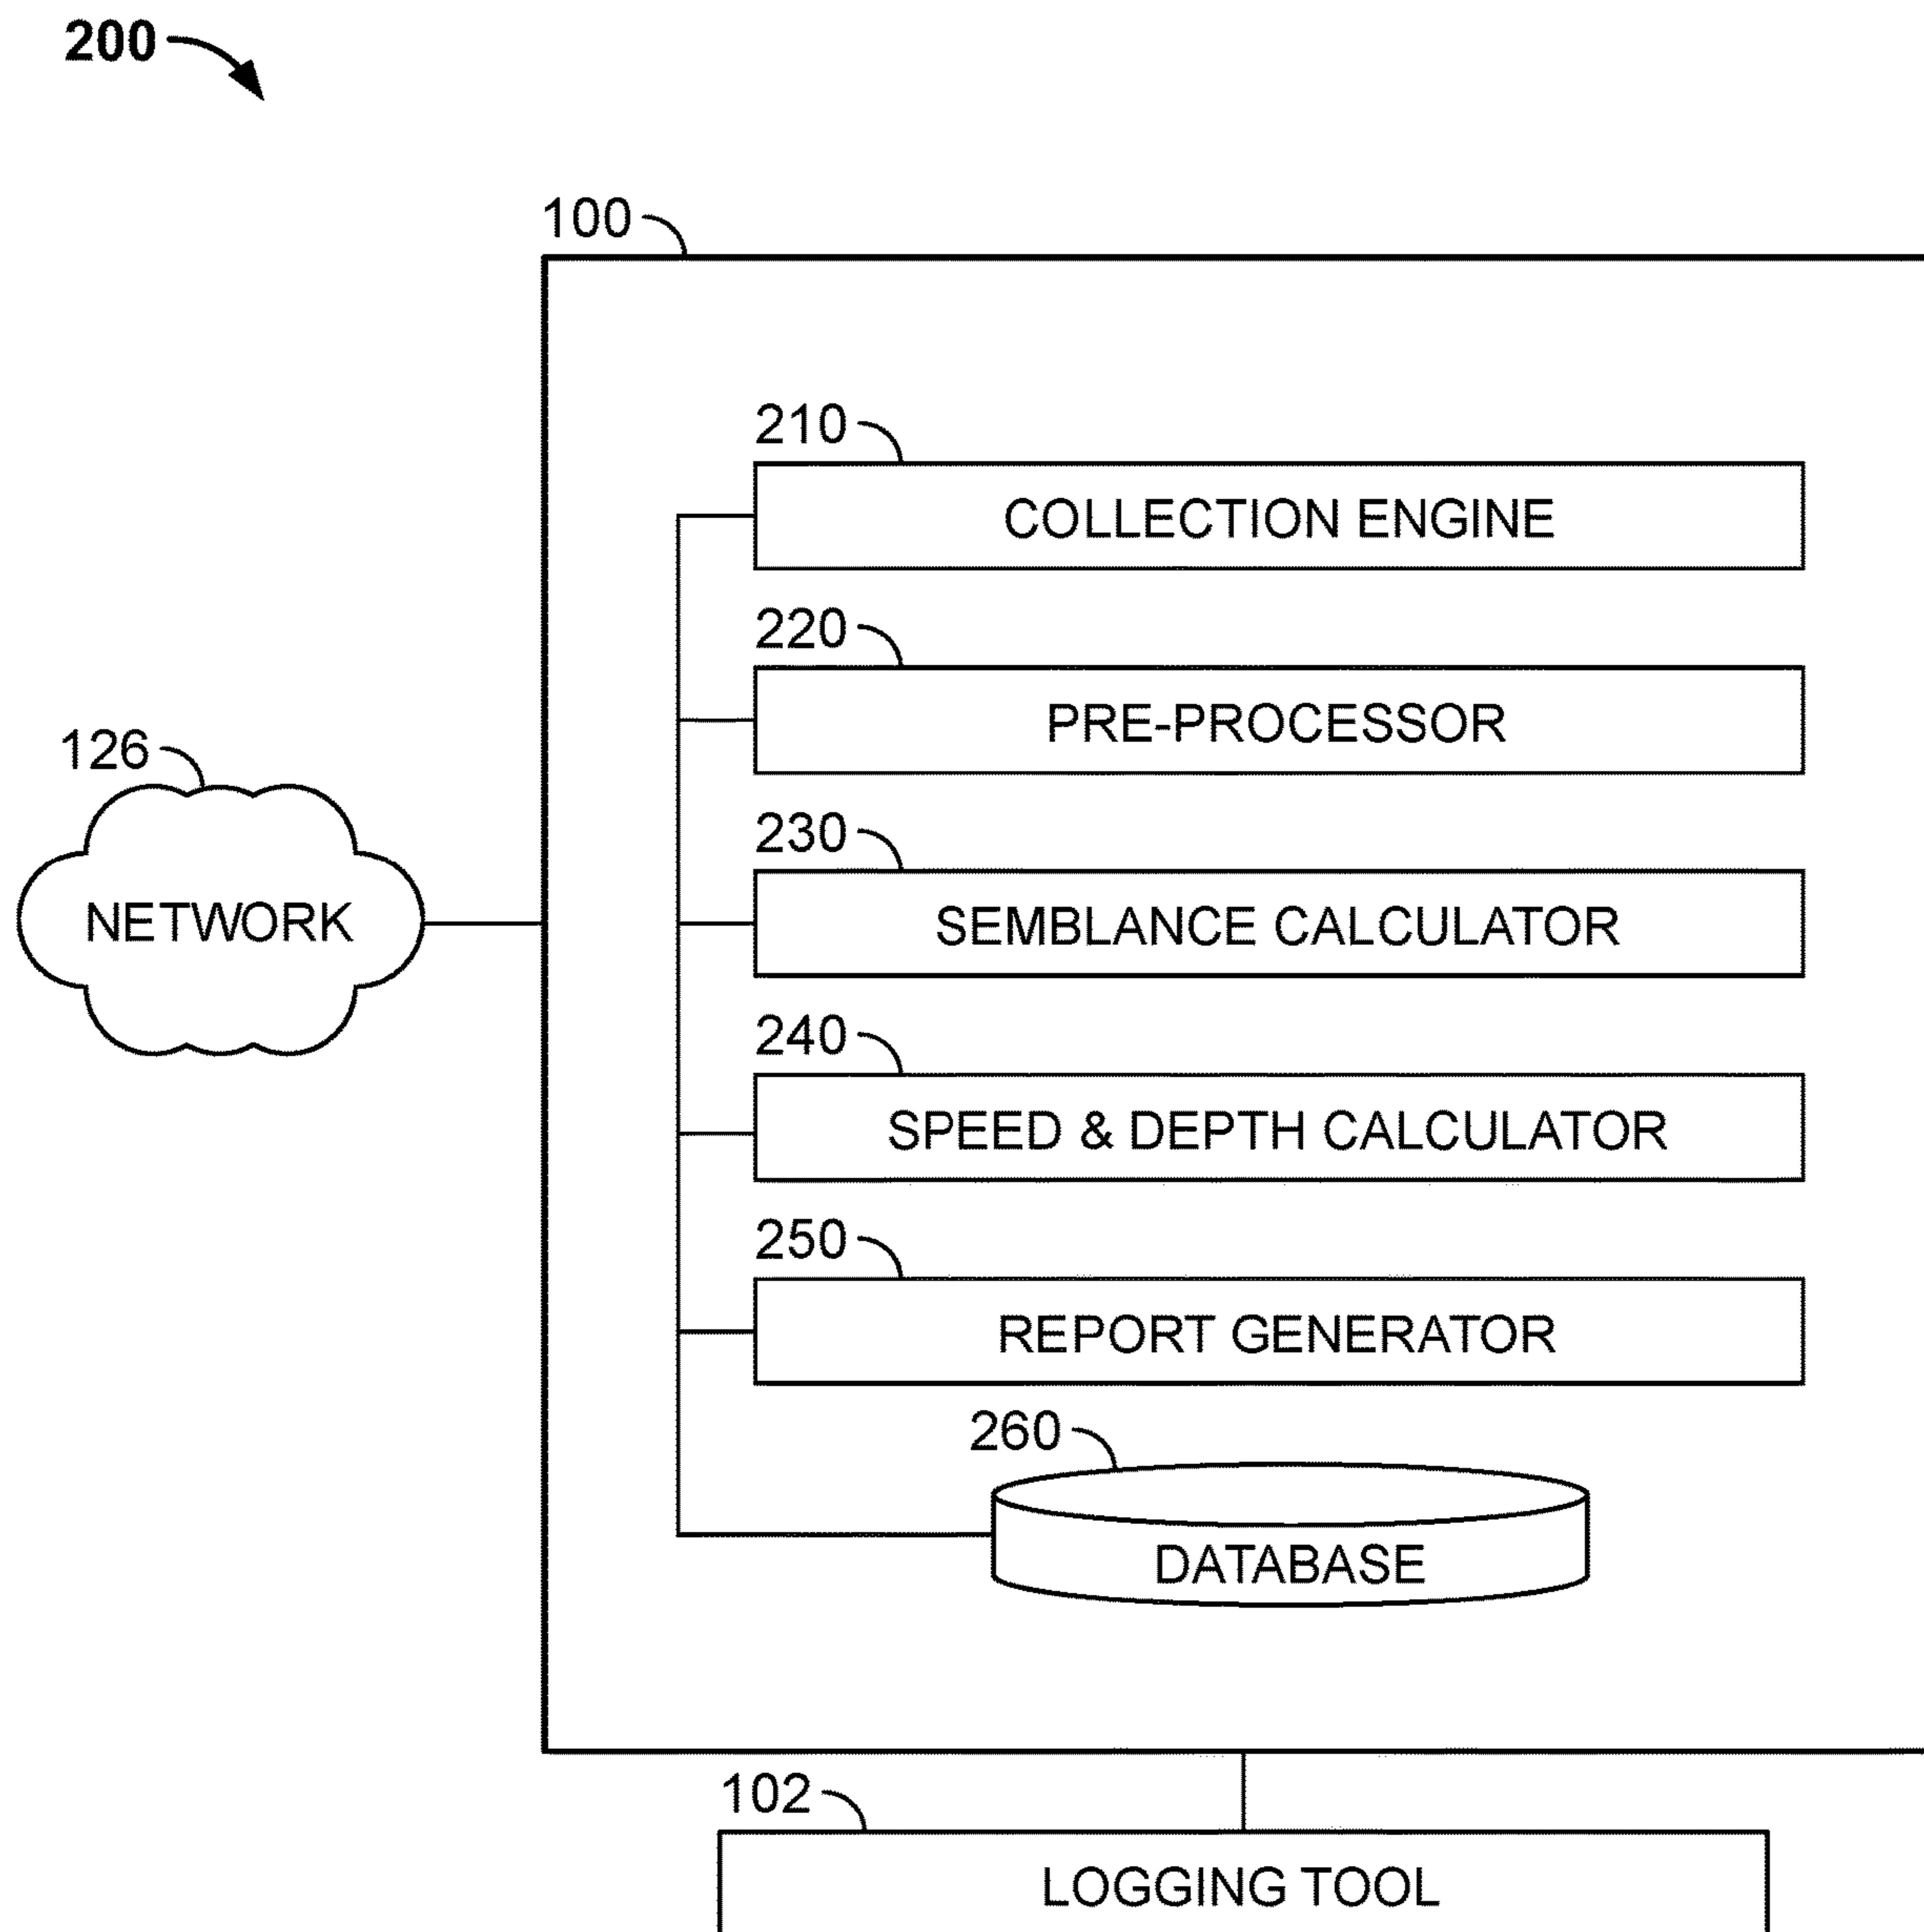 200
100
210
COLLECTION ENGINE
220
PRE-PROCESSOR
126
NETWORK
230
SEMBLANCE CALCULATOR
240
SPEED & DEPTH CALCULATOR
250
REPORT GENERATOR
260
DATABASE
102
LOGGING TOOL